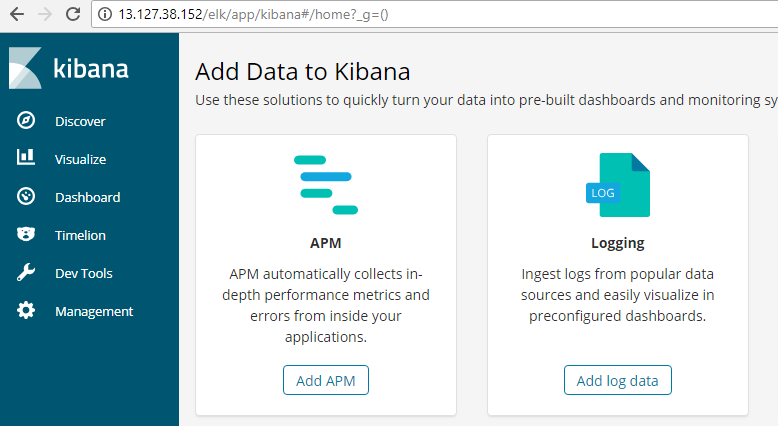 13.127.38.152/elk/app/kibana#/home?_g=()
kibana
Discover
Visualize
Dashboard
Timelion
Dev Tools
Management
Add Data to Kibana
Use these solutions to quickly turn your data into pre-built dashboards and monitoring sy
APM
APM automatically collects in-
depth performance metrics and
errors from inside your
applications.
Add APM
LOG
Logging
Ingest logs from popular data
sources and easily visualize in
preconfigured dashboards.
Add log data